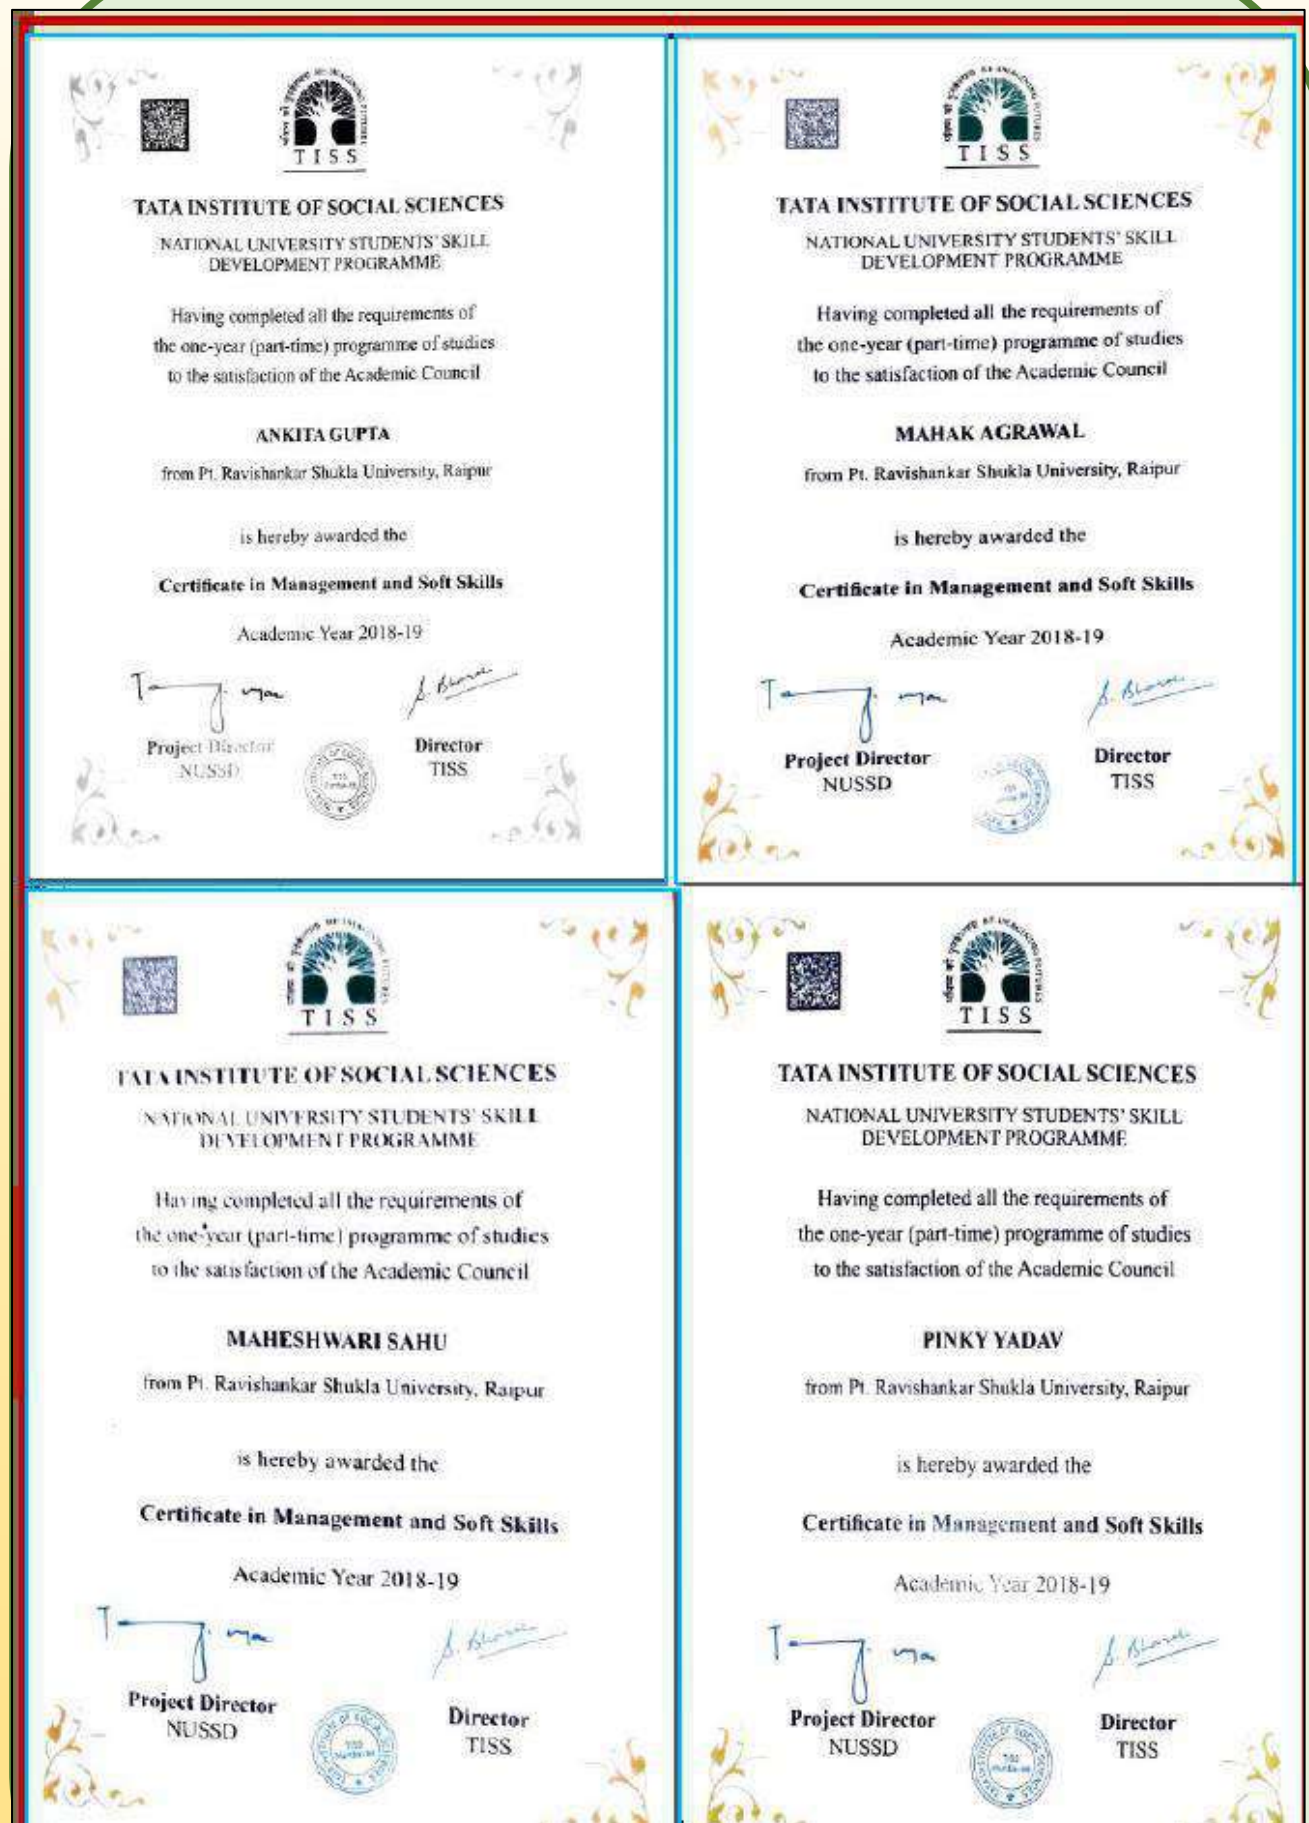 TISS
TATA INSTITUTE OF SOCIAL SCIENCES
NATIONAL UNIVERSITY STUDENTS' SKILL
DEVELOPMENT PROGRAMME
Having completed all the requirements of
the one-year (part-time) programme of studies
to the satisfaction of the Academic Council
ANKITA GUPTA
from Pt. Ravishankar Shukla University, Raipur
is hereby awarded the
Certificate in Management and Soft Skills
Academic Year 2018-19
Project Director
NUSSD
Director
TISS
RE-IMAGINING FUTURES
TISS
TATA INSTITUTE OF SOCIAL SCIENCES
NATIONAL UNIVERSITY STUDENTS' SKILL
DEVELOPMENT PROGRAMME
Having completed all the requirements of
the one-year (part-time) programme of studies
to the satisfaction of the Academic Council
MAHAK AGRAWAL
from Pt. Ravishankar Shukla University, Raipur
is hereby awarded the
Certificate in Management and Soft Skills
Academic Year 2018-19
Project Director
NUSSD
Director
TISS
TISS
TATA INSTITUTE OF SOCIAL SCIENCES
NATIONAL UNIVERSITY STUDENTS' SKILL
DEVELOPMENT PROGRAMME
Having completed all the requirements of
the one-year (part-time) programme of studies
to the satisfaction of the Academic Council
MAHESHWARI SAHU
from Pt. Ravishankar Shukla University, Raipur
is hereby awarded the
Certificate in Management and Soft Skills
Academic Year 2018-19
Project Director
NUSSD
Director
TISS
TISS
TATA INSTITUTE OF SOCIAL SCIENCES
NATIONAL UNIVERSITY STUDENTS' SKILL
DEVELOPMENT PROGRAMME
Having completed all the requirements of
the one-year (part-time) programme of studies
to the satisfaction of the Academic Council
PINKY YADAV
from Pt. Ravishankar Shukla University, Raipur
is hereby awarded the
Certificate in Management and Soft Skills
Academic Year 2018-19
Project Director
NUSSD
Director
TISS